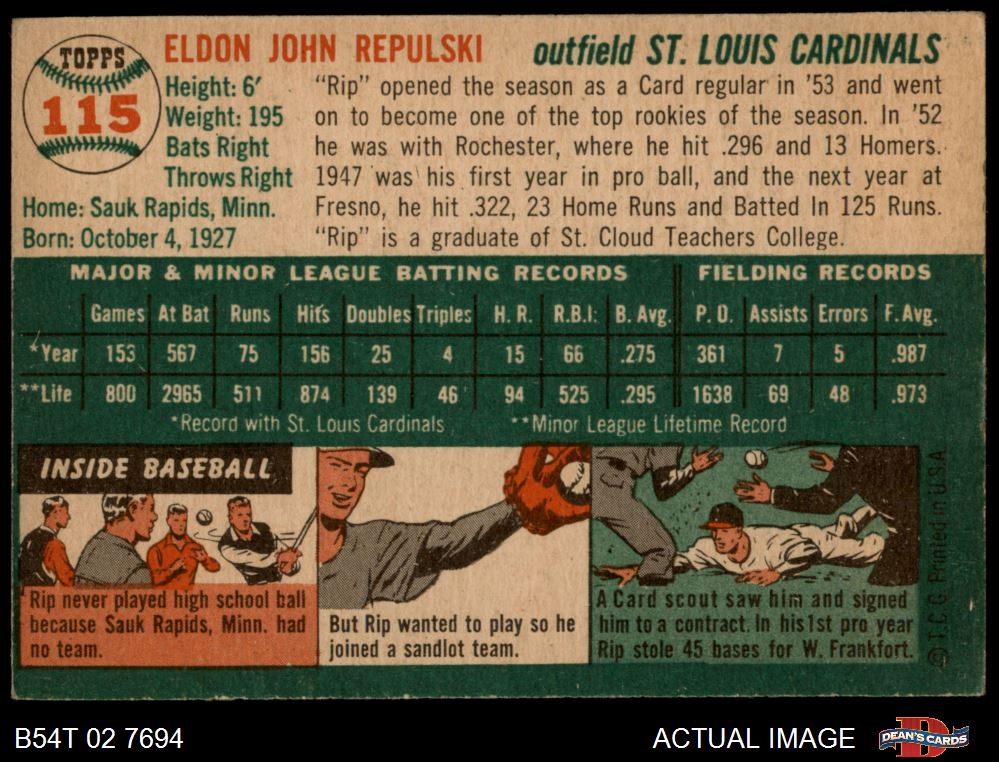 TOPPS
115
ELDON JOHN REPULSKI
outfield ST. LOUIS CARDINALS
Height: 6'
Weight: 195
Bats Right
Throws Right
Home: Sauk Rapids, Minn.
Born: October 4, 1927
"Rip" opened the season as a Card regular in '53 and went
on to become one of the top rookies of the season. In '52
he was with Rochester, where he hit .296 and 13 Homers.
1947 was his first year in pro ball, and the next year at
Fresno, he hit .322, 23 Home Runs and Batted In 125 Runs.
"Rip" is a graduate of St. Cloud Teachers College.
MAJOR & MINOR LEAGUE BATTING RECORDS FIELDING RECORDS
Games At Bat Runs Hits Doubles Triples H. R. R.B.I. B. Avg. P. O. Assists Errors F. Avg.
*Year 153 567 75 156 25 4 15 66 .275 361 7 5 .987
**Life 800 2965 511 874 139 46 94 525 .295 1638 69 48 .973
*Record with St. Louis Cardinals **Minor League Lifetime Record
INSIDE BASEBALL
Rip never played high school ball
because Sauk Rapids, Minn. had
no team.
But Rip wanted to play so he
joined a sandlot team.
A Card scout saw him and signed
him to a contract. In his 1st pro year
Rip stole 45 bases for W. Frankfort.
© T.C.G. Printed in U.S.A.
B54T 02 7694
ACTUAL IMAGE
D
DEAN'S CARDS